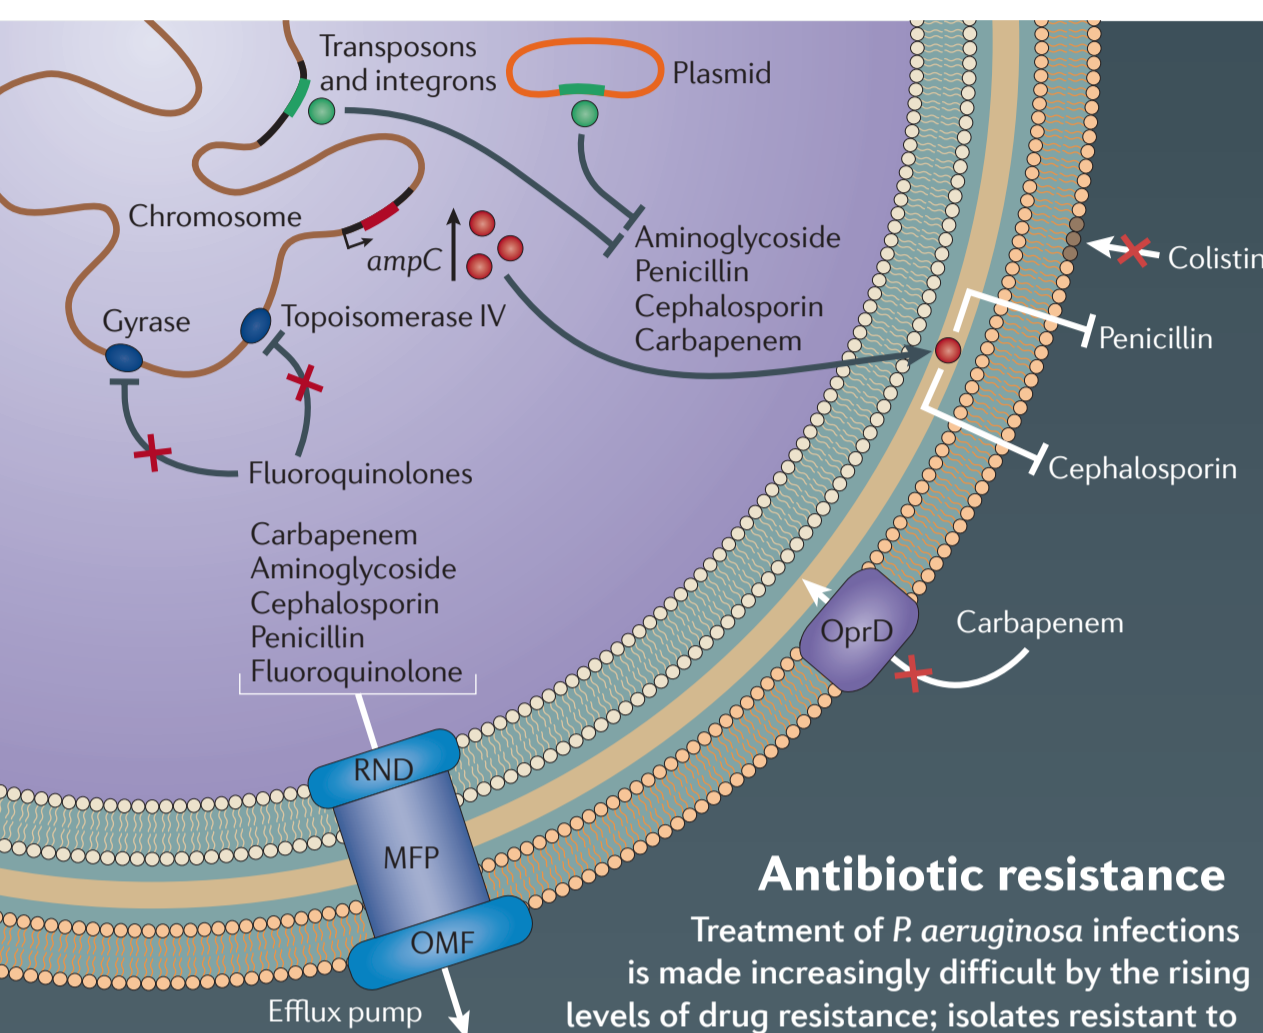 Transposons
and integrons
Plasmid
Chromosome
ampC
Aminoglycoside
Penicillin
Cephalosporin
Carbapenem
Colistin
Gyrase
Topoisomerase IV
Penicillin
Fluoroquinolones
Cephalosporin
Carbapenem
Aminoglycoside
Cephalosporin
Penicillin
Fluoroquinolone
OprD
Carbapenem
RND
MFP
OMF
Efflux pump
Antibiotic resistance
Treatment of P. aeruginosa infections
is made increasingly difficult by the rising
levels of drug resistance; isolates resistant to